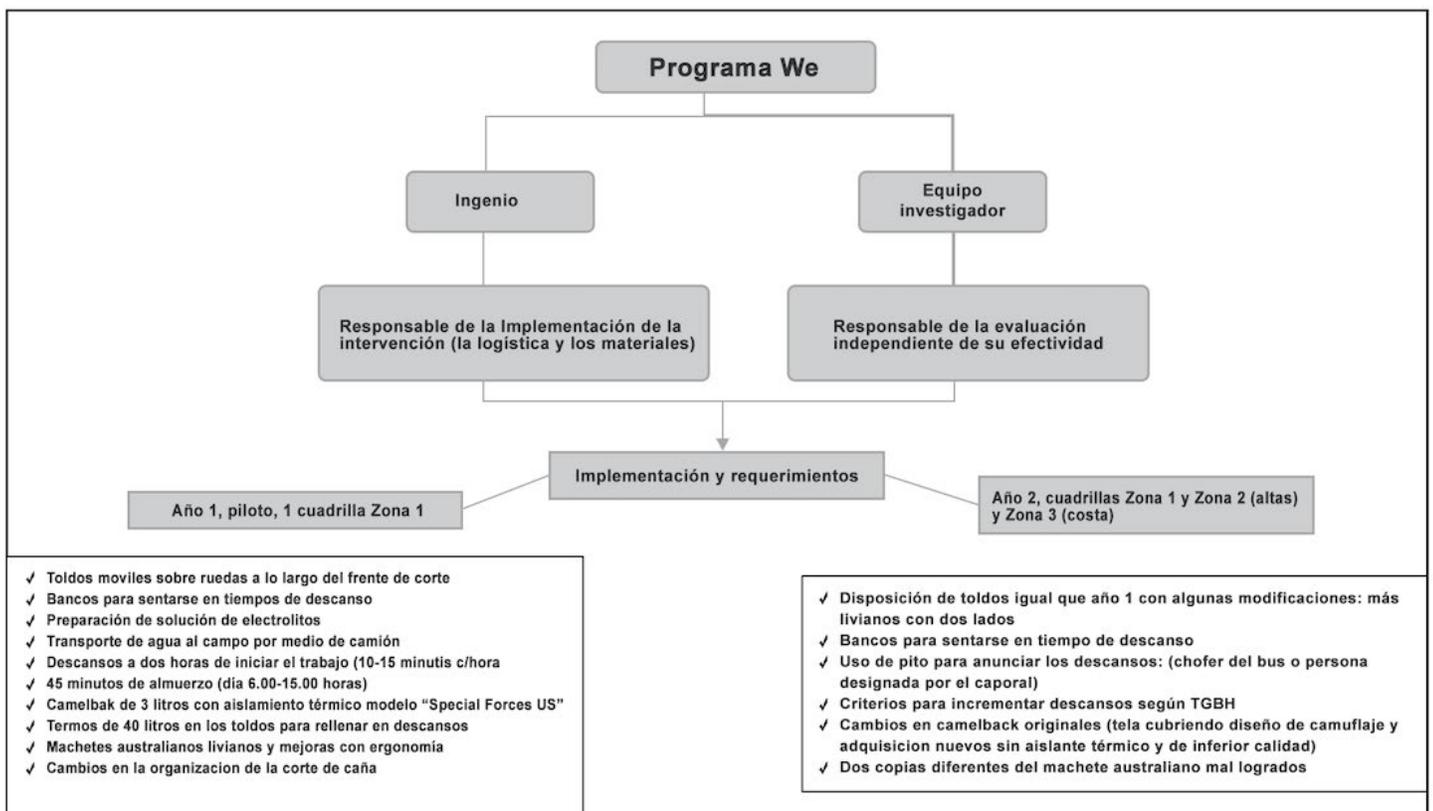 Programa We
Ingenio
Equipo
investigador
Responsable de la Implementación de la
intervención (la logística y los materiales)
Responsable de la evaluación
independiente de su efectividad
Implementación y requerimientos
Año 1, piloto, 1 cuadrilla Zona 1
Año 2, cuadrillas Zona 1 y Zona 2 (altas)
y Zona 3 (costa)
✓ Toldos moviles sobre ruedas a lo largo del frente de corte
✓ Bancos para sentarse en tiempos de descanso
✓ Preparación de solución de electrolitos
✓ Transporte de agua al campo por medio de camión
✓ Descansos a dos horas de iniciar el trabajo (10-15 minutis c/hora
✓ 45 minutos de almuerzo (día 6.00-15.00 horas)
✓ Camelbak de 3 litros con aislamiento térmico modelo “Special Forces US”
✓ Termos de 40 litros en los toldos para rellenar en descansos
✓ Machetes australianos livianos y mejoras con ergonomía
✓ Cambios en la organizacion de la corte de caña
✓ Disposición de toldos igual que año 1 con algunas modificaciones: más
livianos con dos lados
✓ Bancos para sentarse en tiempo de descanso
✓ Uso de pito para anunciar los descansos: (chofer del bus o persona
designada por el caporal)
✓ Criterios para incrementar descansos según TGBH
✓ Cambios en camelback originales (tela cubriendo diseño de camuflaje y
adquisicion nuevos sin aislante térmico y de inferior calidad)
✓ Dos copias diferentes del machete australiano mal logrados